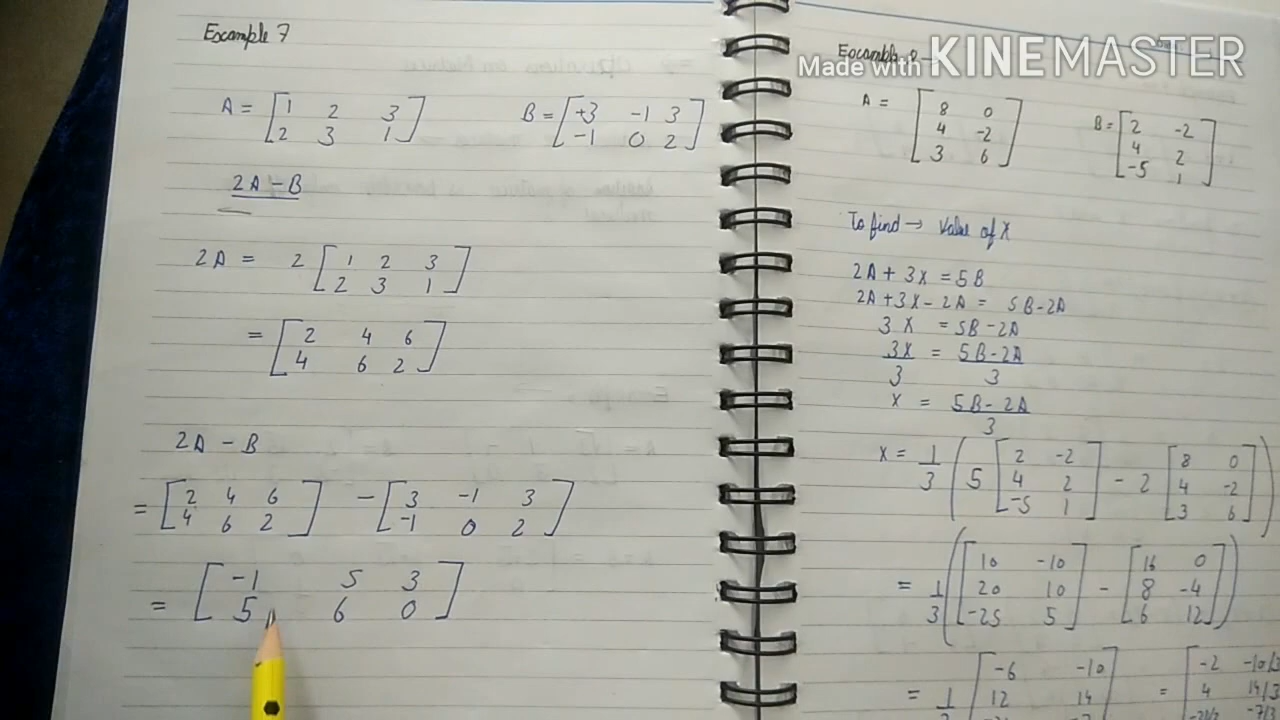 Example 7
A = [1 2 3
2 3 1]
B = [+3 -1 3
-1 0 2]
2A - B
2A = 2 [1 2 3
2 3 1]
= [2 4 6
4 6 2]
2A - B
= [2 4 6
4 6 2] - [3 -1 3
-1 0 2]
= [-1 5 3
5 6 0]
Made with KINEMASTER
A = [8 0
4 -2
3 6]
B = [2 -2
4 2
-5 1]
To find → Value of X
2A + 3X = 5B
2A + 3X - 2A = 5B - 2A
3X = 5B - 2A
3X/3 = 5B - 2A/3
X = 5B - 2A/3
X = 1/3 (5 [2 -2
4 2
-5 1] - 2 [8 0
4 -2
3 6])
= 1/3 ([10 -10
20 10
-25 5] - [16 0
8 -4
6 12])
= 1 [-6 -10
12 14
= [-2 -10/3
4 14/3